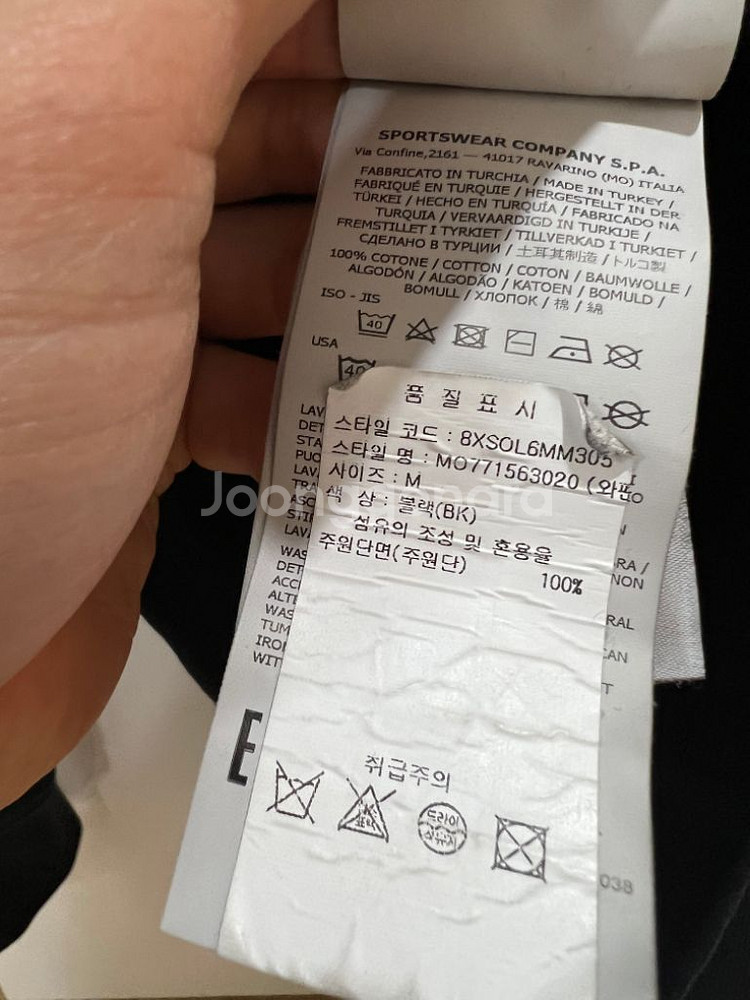 SPORTSWEAR COMPANY S.P.A.
Via Confine,2161 — 41017 RAVARINO (MO) ITALIA
FABBRICATO IN TURCHIA / MADE IN TURKEY /
FABRIQUÉ EN TURQUIE / HERGESTELLT IN DER
TÜRKEI / HECHO EN TURQUÍA / FABRICADO NA
TURQUIA / VERVAARDIGD IN TURKIJE /
FREMSTILLET I TYRKIET / TILLVERKAD I TURKIET /
СДЕЛАНО В ТУРЦИИ / 土耳其制造 / トルコ製
100% COTONE / COTTON / COTON / BAUMWOLLE /
ALGODÓN / ALGODÃO / KATOEN / BOMULD /
BOMULL / ХЛОПОК / 棉 / 綿
ISO - JIS
40
USA
40
품 질 표 시
스타일 코드 : 8XSOL6MM305
스타일 명 : MO771563020
사이즈 : M
색 상 : 블랙(BK)
섬유의 조성 및 혼용율
주원단면(주원단)
100%
취급주의
드라이
038
Joongonara